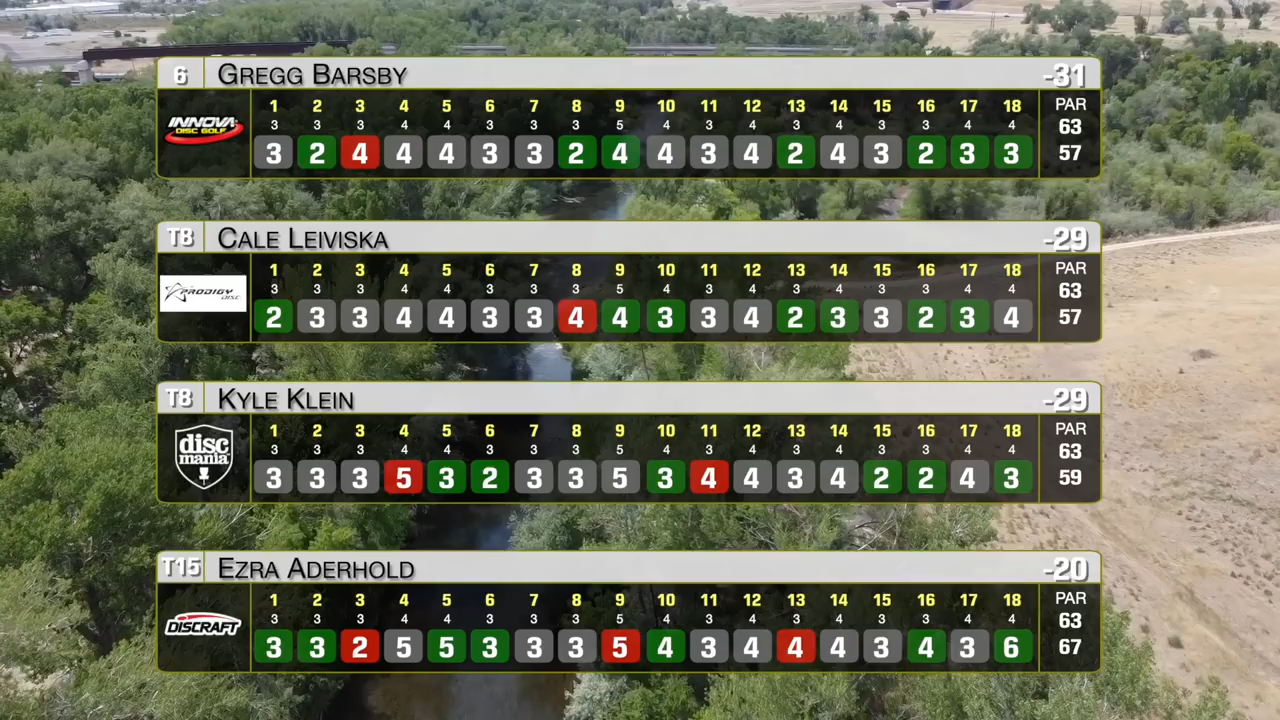 6 GREGG BARSBY -31
1 2 3 4 5 6 7 8 9 10 11 12 13 14 15 16 17 18 PAR
INNOVA DISC GOLF 3 3 3 4 4 3 3 3 5 4 3 4 3 4 3 3 4 4 63
3 2 4 4 4 3 3 2 4 4 3 4 2 4 3 2 3 3 57
T8 CALE LEIVISKA -29
1 2 3 4 5 6 7 8 9 10 11 12 13 14 15 16 17 18 PAR
PRODIGY DISC 3 3 3 4 4 3 3 3 5 4 3 4 3 4 3 3 4 4 63
2 3 3 4 4 3 3 4 4 3 3 4 2 3 3 2 3 4 57
T8 KYLE KLEIN -29
1 2 3 4 5 6 7 8 9 10 11 12 13 14 15 16 17 18 PAR
disc mania 3 3 3 4 4 3 3 3 5 4 3 4 3 4 3 3 4 4 63
3 3 3 5 3 2 3 3 5 3 4 4 3 4 2 2 4 3 59
T15 EZRA ADERHOLD -20
1 2 3 4 5 6 7 8 9 10 11 12 13 14 15 16 17 18 PAR
DISCRAFT 3 3 3 4 4 3 3 3 5 4 3 4 3 4 3 3 4 4 63
3 3 2 5 5 3 3 3 5 4 3 4 4 4 3 4 3 6 67